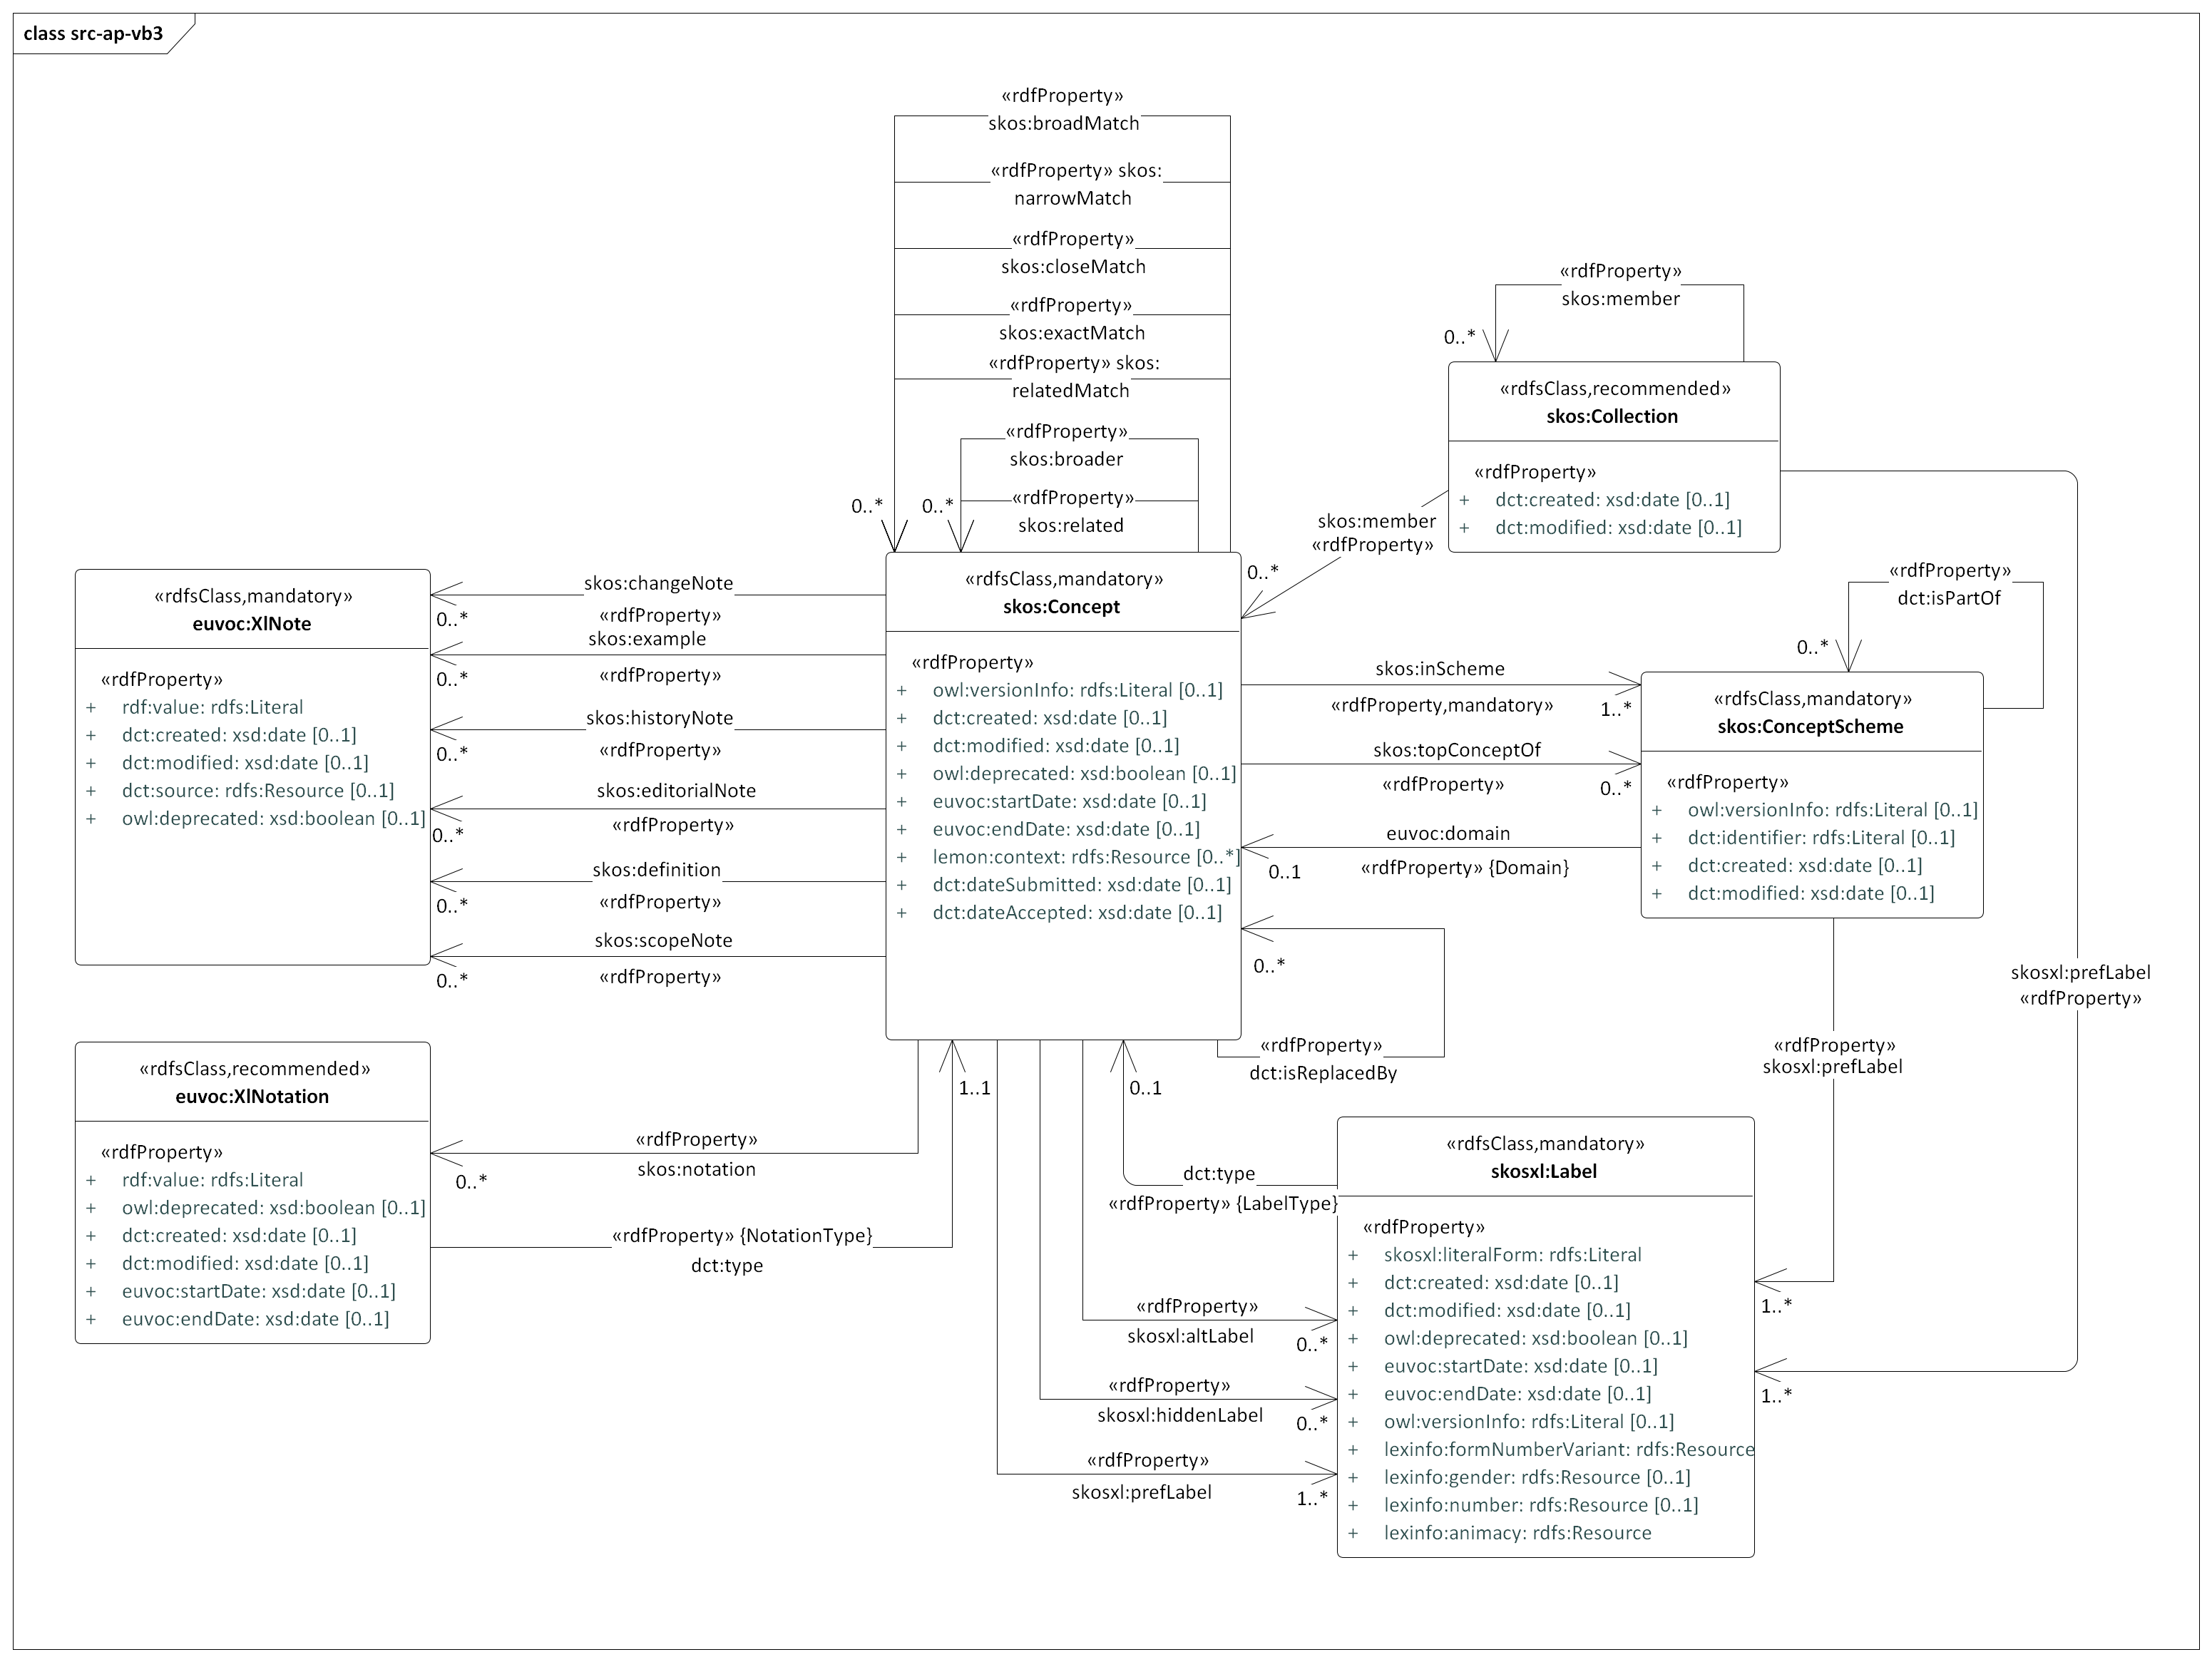 class src-ap-vb3
«rdfProperty»
skos:broadMatch
«rdfProperty» skos:
narrowMatch
«rdfProperty»
skos:closeMatch
«rdfProperty»
skos:exactMatch
«rdfProperty» skos:
relatedMatch
«rdfProperty»
skos:broader
«rdfProperty»
skos:related
0..*
0..*
«rdfProperty»
skos:member
0..*
«rdfsClass,recommended»
skos:Collection
«rdfProperty»
+ dct:created: xsd:date [0..1]
+ dct:modified: xsd:date [0..1]
skos:member
«rdfProperty»
0..*
«rdfsClass,mandatory»
euvoc:XlNote
«rdfProperty»
+ rdf:value: rdfs:Literal
+ dct:created: xsd:date [0..1]
+ dct:modified: xsd:date [0..1]
+ dct:source: rdfs:Resource [0..1]
+ owl:deprecated: xsd:boolean [0..1]
skos:changeNote
«rdfProperty»
0..*
skos:example
«rdfProperty»
0..*
skos:historyNote
«rdfProperty»
0..*
skos:editorialNote
«rdfProperty»
0..*
skos:definition
«rdfProperty»
0..*
skos:scopeNote
«rdfProperty»
0..*
«rdfsClass,mandatory»
skos:Concept
«rdfProperty»
+ owl:versionInfo: rdfs:Literal [0..1]
+ dct:created: xsd:date [0..1]
+ dct:modified: xsd:date [0..1]
+ owl:deprecated: xsd:boolean [0..1]
+ euvoc:startDate: xsd:date [0..1]
+ euvoc:endDate: xsd:date [0..1]
+ lemon:context: rdfs:Resource [0..*]
+ dct:dateSubmitted: xsd:date [0..1]
+ dct:dateAccepted: xsd:date [0..1]
skos:inScheme
«rdfProperty,mandatory»
1..*
skos:topConceptOf
«rdfProperty»
0..*
euvoc:domain
0..1
«rdfProperty» {Domain}
«rdfProperty»
dct:isPartOf
0..*
«rdfsClass,mandatory»
skos:ConceptScheme
«rdfProperty»
+ owl:versionInfo: rdfs:Literal [0..1]
+ dct:identifier: rdfs:Literal [0..1]
+ dct:created: xsd:date [0..1]
+ dct:modified: xsd:date [0..1]
0..*
«rdfProperty»
dct:isReplacedBy
skosxl:prefLabel
«rdfProperty»
«rdfProperty»
skosxl:prefLabel
«rdfsClass,recommended»
euvoc:XlNotation
«rdfProperty»
+ rdf:value: rdfs:Literal
+ owl:deprecated: xsd:boolean [0..1]
+ dct:created: xsd:date [0..1]
+ dct:modified: xsd:date [0..1]
+ euvoc:startDate: xsd:date [0..1]
+ euvoc:endDate: xsd:date [0..1]
«rdfProperty»
skos:notation
0..*
«rdfProperty» {NotationType}
dct:type
1..1
0..1
dct:type
«rdfProperty» {LabelType}
«rdfProperty»
skosxl:altLabel
0..*
«rdfProperty»
skosxl:hiddenLabel
0..*
«rdfProperty»
skosxl:prefLabel
1..*
«rdfsClass,mandatory»
skosxl:Label
«rdfProperty»
+ skosxl:literalForm: rdfs:Literal
+ dct:created: xsd:date [0..1]
+ dct:modified: xsd:date [0..1]
+ owl:deprecated: xsd:boolean [0..1]
+ euvoc:startDate: xsd:date [0..1]
+ euvoc:endDate: xsd:date [0..1]
+ owl:versionInfo: rdfs:Literal [0..1]
+ lexinfo:formNumberVariant: rdfs:Resource
+ lexinfo:gender: rdfs:Resource [0..1]
+ lexinfo:number: rdfs:Resource [0..1]
+ lexinfo:animacy: rdfs:Resource
1..*
1..*